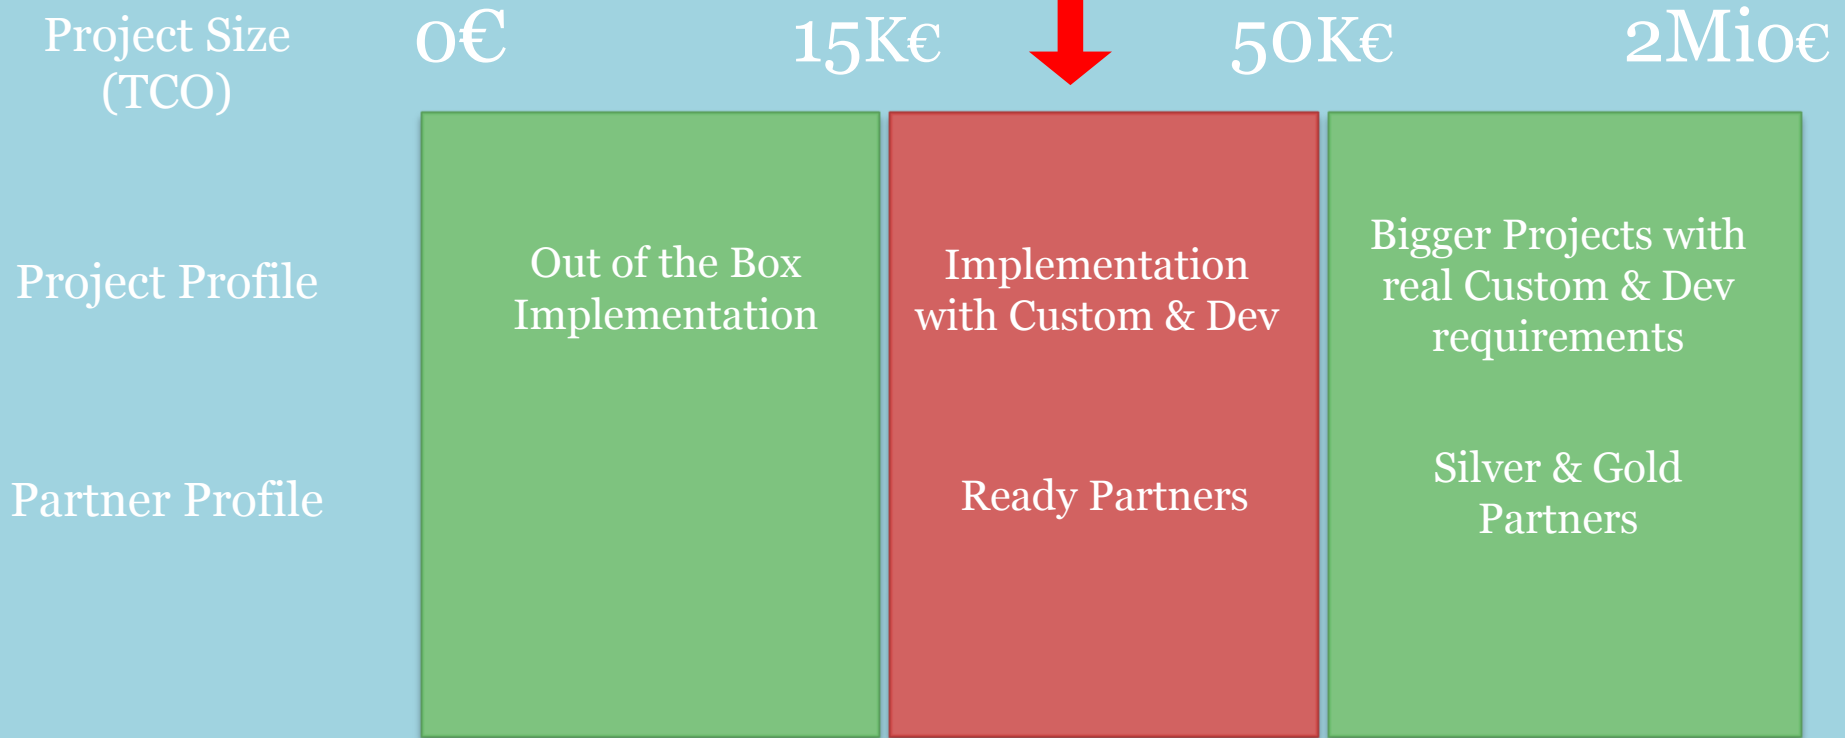 Project Size
(TCO)
0€
15K€
50K€
2Mio€
Project Profile
Out of the Box
Implementation
Implementation
with Custom & Dev
Bigger Projects with
real Custom & Dev
requirements
Partner Profile
Ready Partners
Silver & Gold
Partners